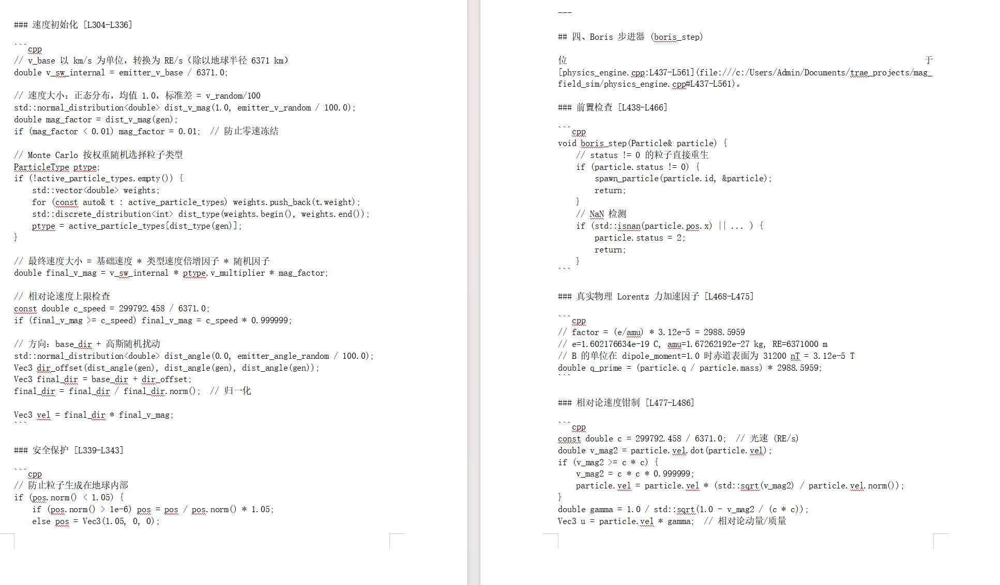 ### 速度初始化 [L304-L336]
```cpp
// v_base 以 km/s 为单位，转换为 RE/s（除以地球半径 6371 km）
double v_sw_internal = emitter_v_base / 6371.0;
// 速度大小：正态分布，均值 1.0，标准差 = v_random/100
std::normal_distribution<double> dist_v_mag(1.0, emitter_v_random / 100.0);
double mag_factor = dist_v_mag(gen);
if (mag_factor < 0.01) mag_factor = 0.01;  // 防止零速冻结
// Monte Carlo 按权重随机选择粒子类型
ParticleType ptype;
if (!active_particle_types.empty()) {
    std::vector<double> weights;
    for (const auto& t : active_particle_types) weights.push_back(t.weight);
    std::discrete_distribution<int> dist_type(weights.begin(), weights.end());
    ptype = active_particle_types[dist_type(gen)];
}
// 最终速度大小 = 基础速度 * 类型速度倍增因子 * 随机因子
double final_v_mag = v_sw_internal * ptype.v_multiplier * mag_factor;
// 相对论速度上限检查
const double c_speed = 299792.458 / 6371.0;
if (final_v_mag >= c_speed) final_v_mag = c_speed * 0.999999;
// 方向：base_dir + 高斯随机扰动
std::normal_distribution<double> dist_angle(0.0, emitter_angle_random / 100.0);
Vec3 dir_offset(dist_angle(gen), dist_angle(gen), dist_angle(gen));
Vec3 final_dir = base_dir + dir_offset;
final_dir = final_dir / final_dir.norm();  // 归一化
Vec3 vel = final_dir * final_v_mag;
```
### 安全保护 [L339-L343]
```cpp
// 防止粒子生成在地球内部
if (pos.norm() < 1.05) {
    if (pos.norm() > 1e-6) pos = pos / pos.norm() * 1.05;
    else pos = Vec3(1.05, 0, 0);
---
## 四、Boris 步进器 (boris_step)
位于
[physics_engine.cpp:L437-L561](file:///c:/Users/Admin/Documents/trae_projects/mag_
field_sim/physics_engine.cpp#L437-L561)。
### 前置检查 [L438-L466]
```cpp
void boris_step(Particle& particle) {
    // status != 0 的粒子直接重生
    if (particle.status != 0) {
        spawn_particle(particle.id, &particle);
        return;
    }
    // NaN 检测
    if (std::isnan(particle.pos.x) || ... ) {
        particle.status = 2;
        return;
    }
```
### 真实物理 Lorentz 力加速因子 [L468-L475]
```cpp
// factor = (e/amu) * 3.12e-5 = 2988.5959
// e=1.602176634e-19 C, amu=1.67262192e-27 kg, RE=6371000 m
// B 的单位在 dipole_moment=1.0 时赤道表面为 31200 nT = 3.12e-5 T
double q_prime = (particle.q / particle.mass) * 2988.5959;
```
### 相对论速度钳制 [L477-L486]
```cpp
const double c = 299792.458 / 6371.0;  // 光速 (RE/s)
double v_mag2 = particle.vel.dot(particle.vel);
if (v_mag2 >= c * c) {
    v_mag2 = c * c * 0.999999;
    particle.vel = particle.vel * (std::sqrt(v_mag2) / particle.vel.norm());
}
double gamma = 1.0 / std::sqrt(1.0 - v_mag2 / (c * c));
Vec3 u = particle.vel * gamma;  // 相对论动量/质量